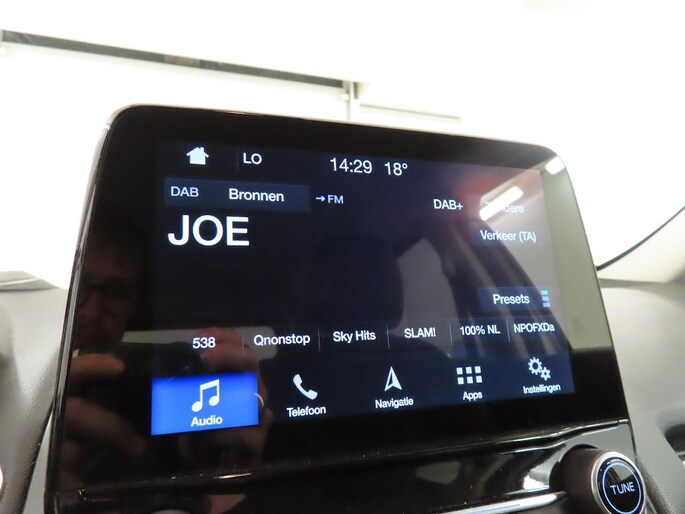 LO 14:29 18°
DAB Bronnen → FM DAB+
JOE
Verkeer (TA)
Presets
538 Qnonstop Sky Hits SLAM! 100% NL NPOFXDa
Audio Telefoon Navigatie Apps Instellingen
TUNE